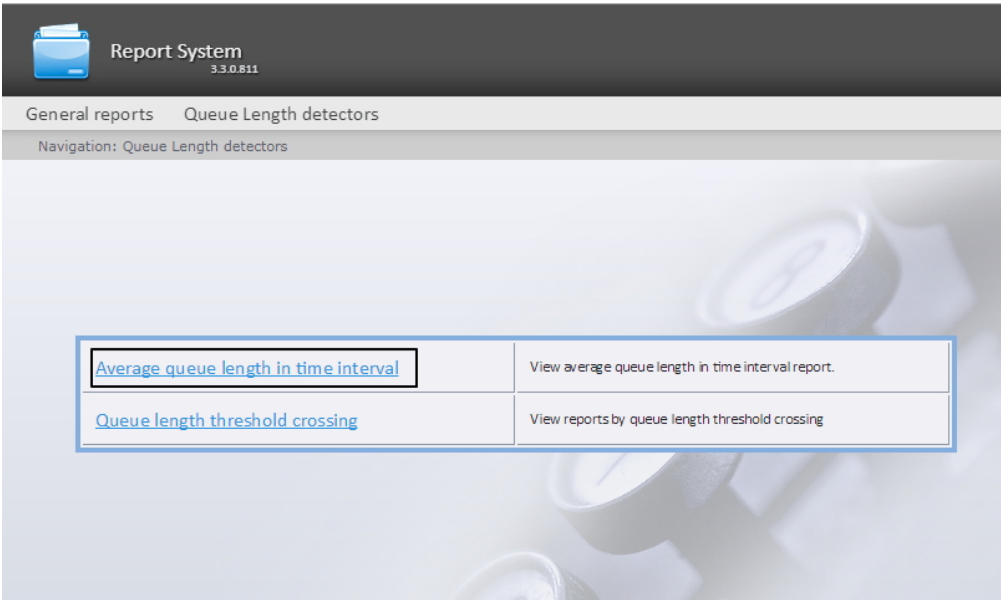 Report System
3.3.0.811
General reports Queue Length detectors
Navigation: Queue Length detectors
Average queue length in time interval View average queue length in time interval report.
Queue length threshold crossing View reports by queue length threshold crossing